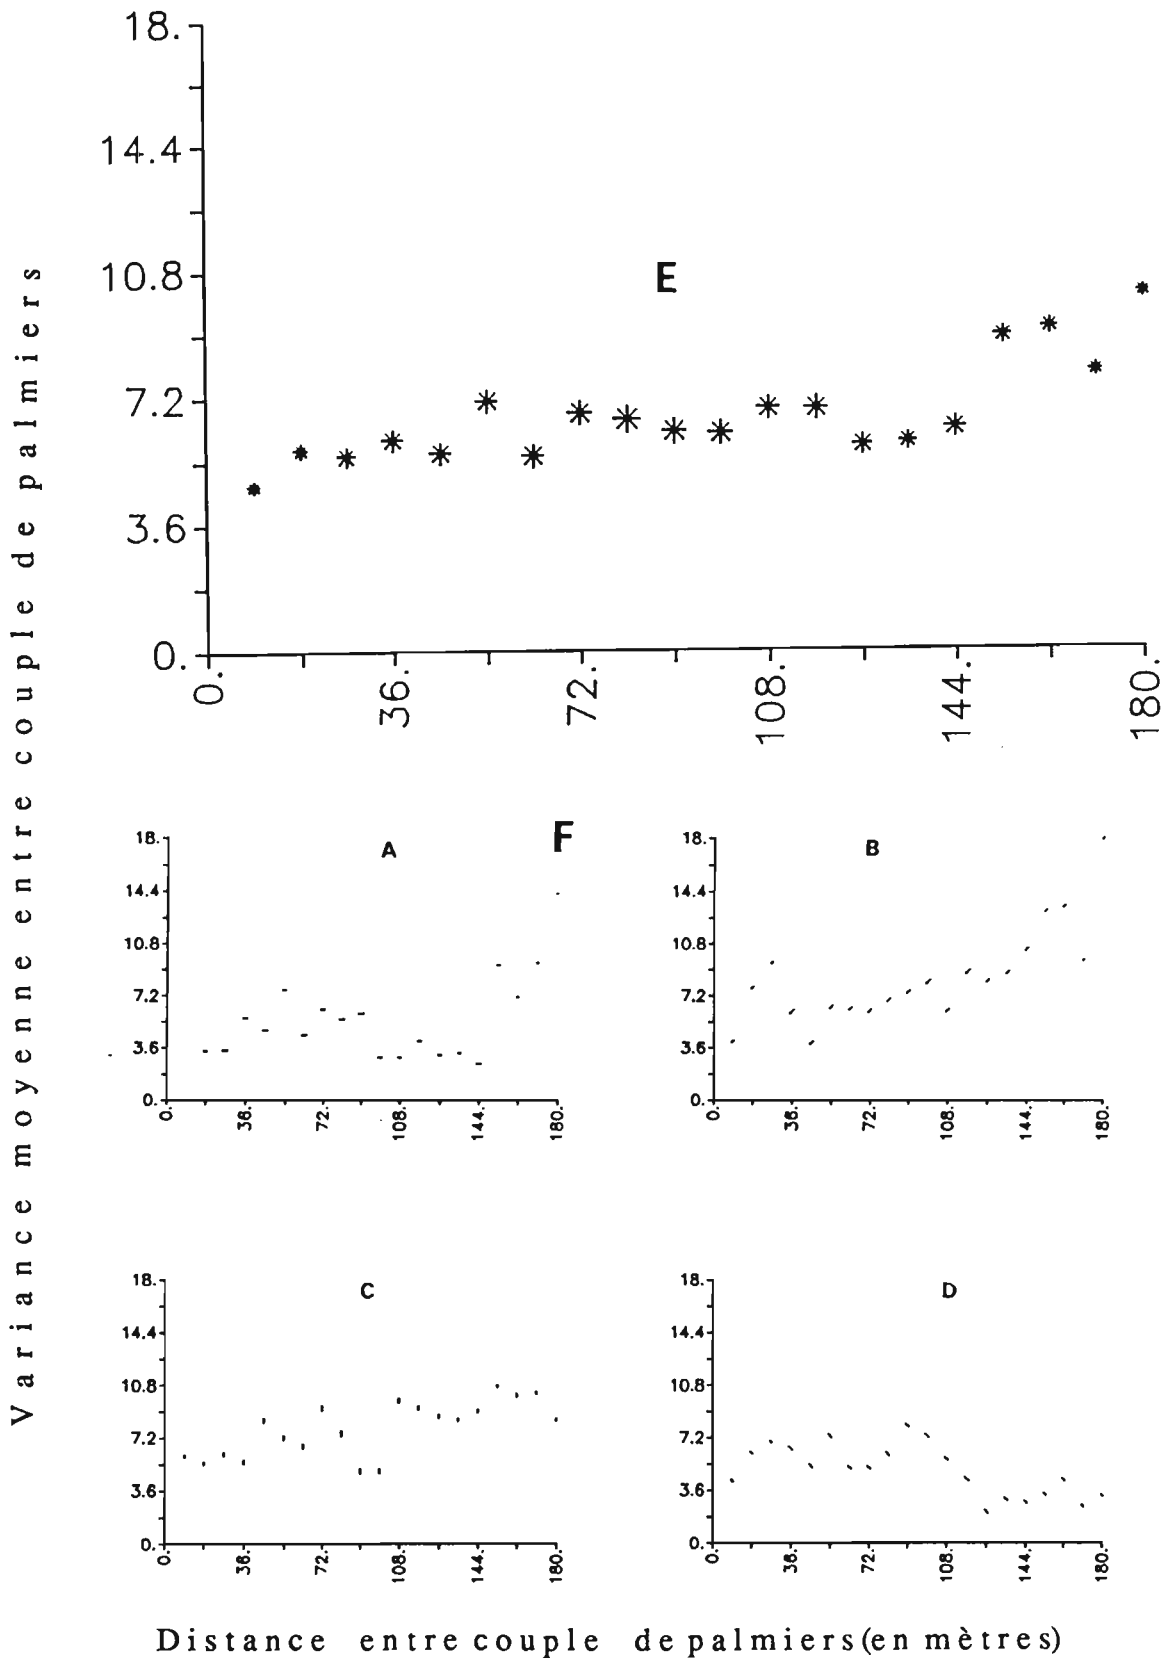 Variance moyenne entre couple de palmiers
18.
14.4
10.8
7.2
3.6
0.
E
0. 36. 72. 108. 144. 180.
F
A
18.
14.4
10.8
7.2
3.6
0.
0. 36. 72. 108. 144. 180.
B
18.
14.4
10.8
7.2
3.6
0.
0. 36. 72. 108. 144. 180.
C
18.
14.4
10.8
7.2
3.6
0.
0. 36. 72. 108. 144. 180.
D
18.
14.4
10.8
7.2
3.6
0.
0. 36. 72. 108. 144. 180.
Distance entre couple de palmiers (en mètres)